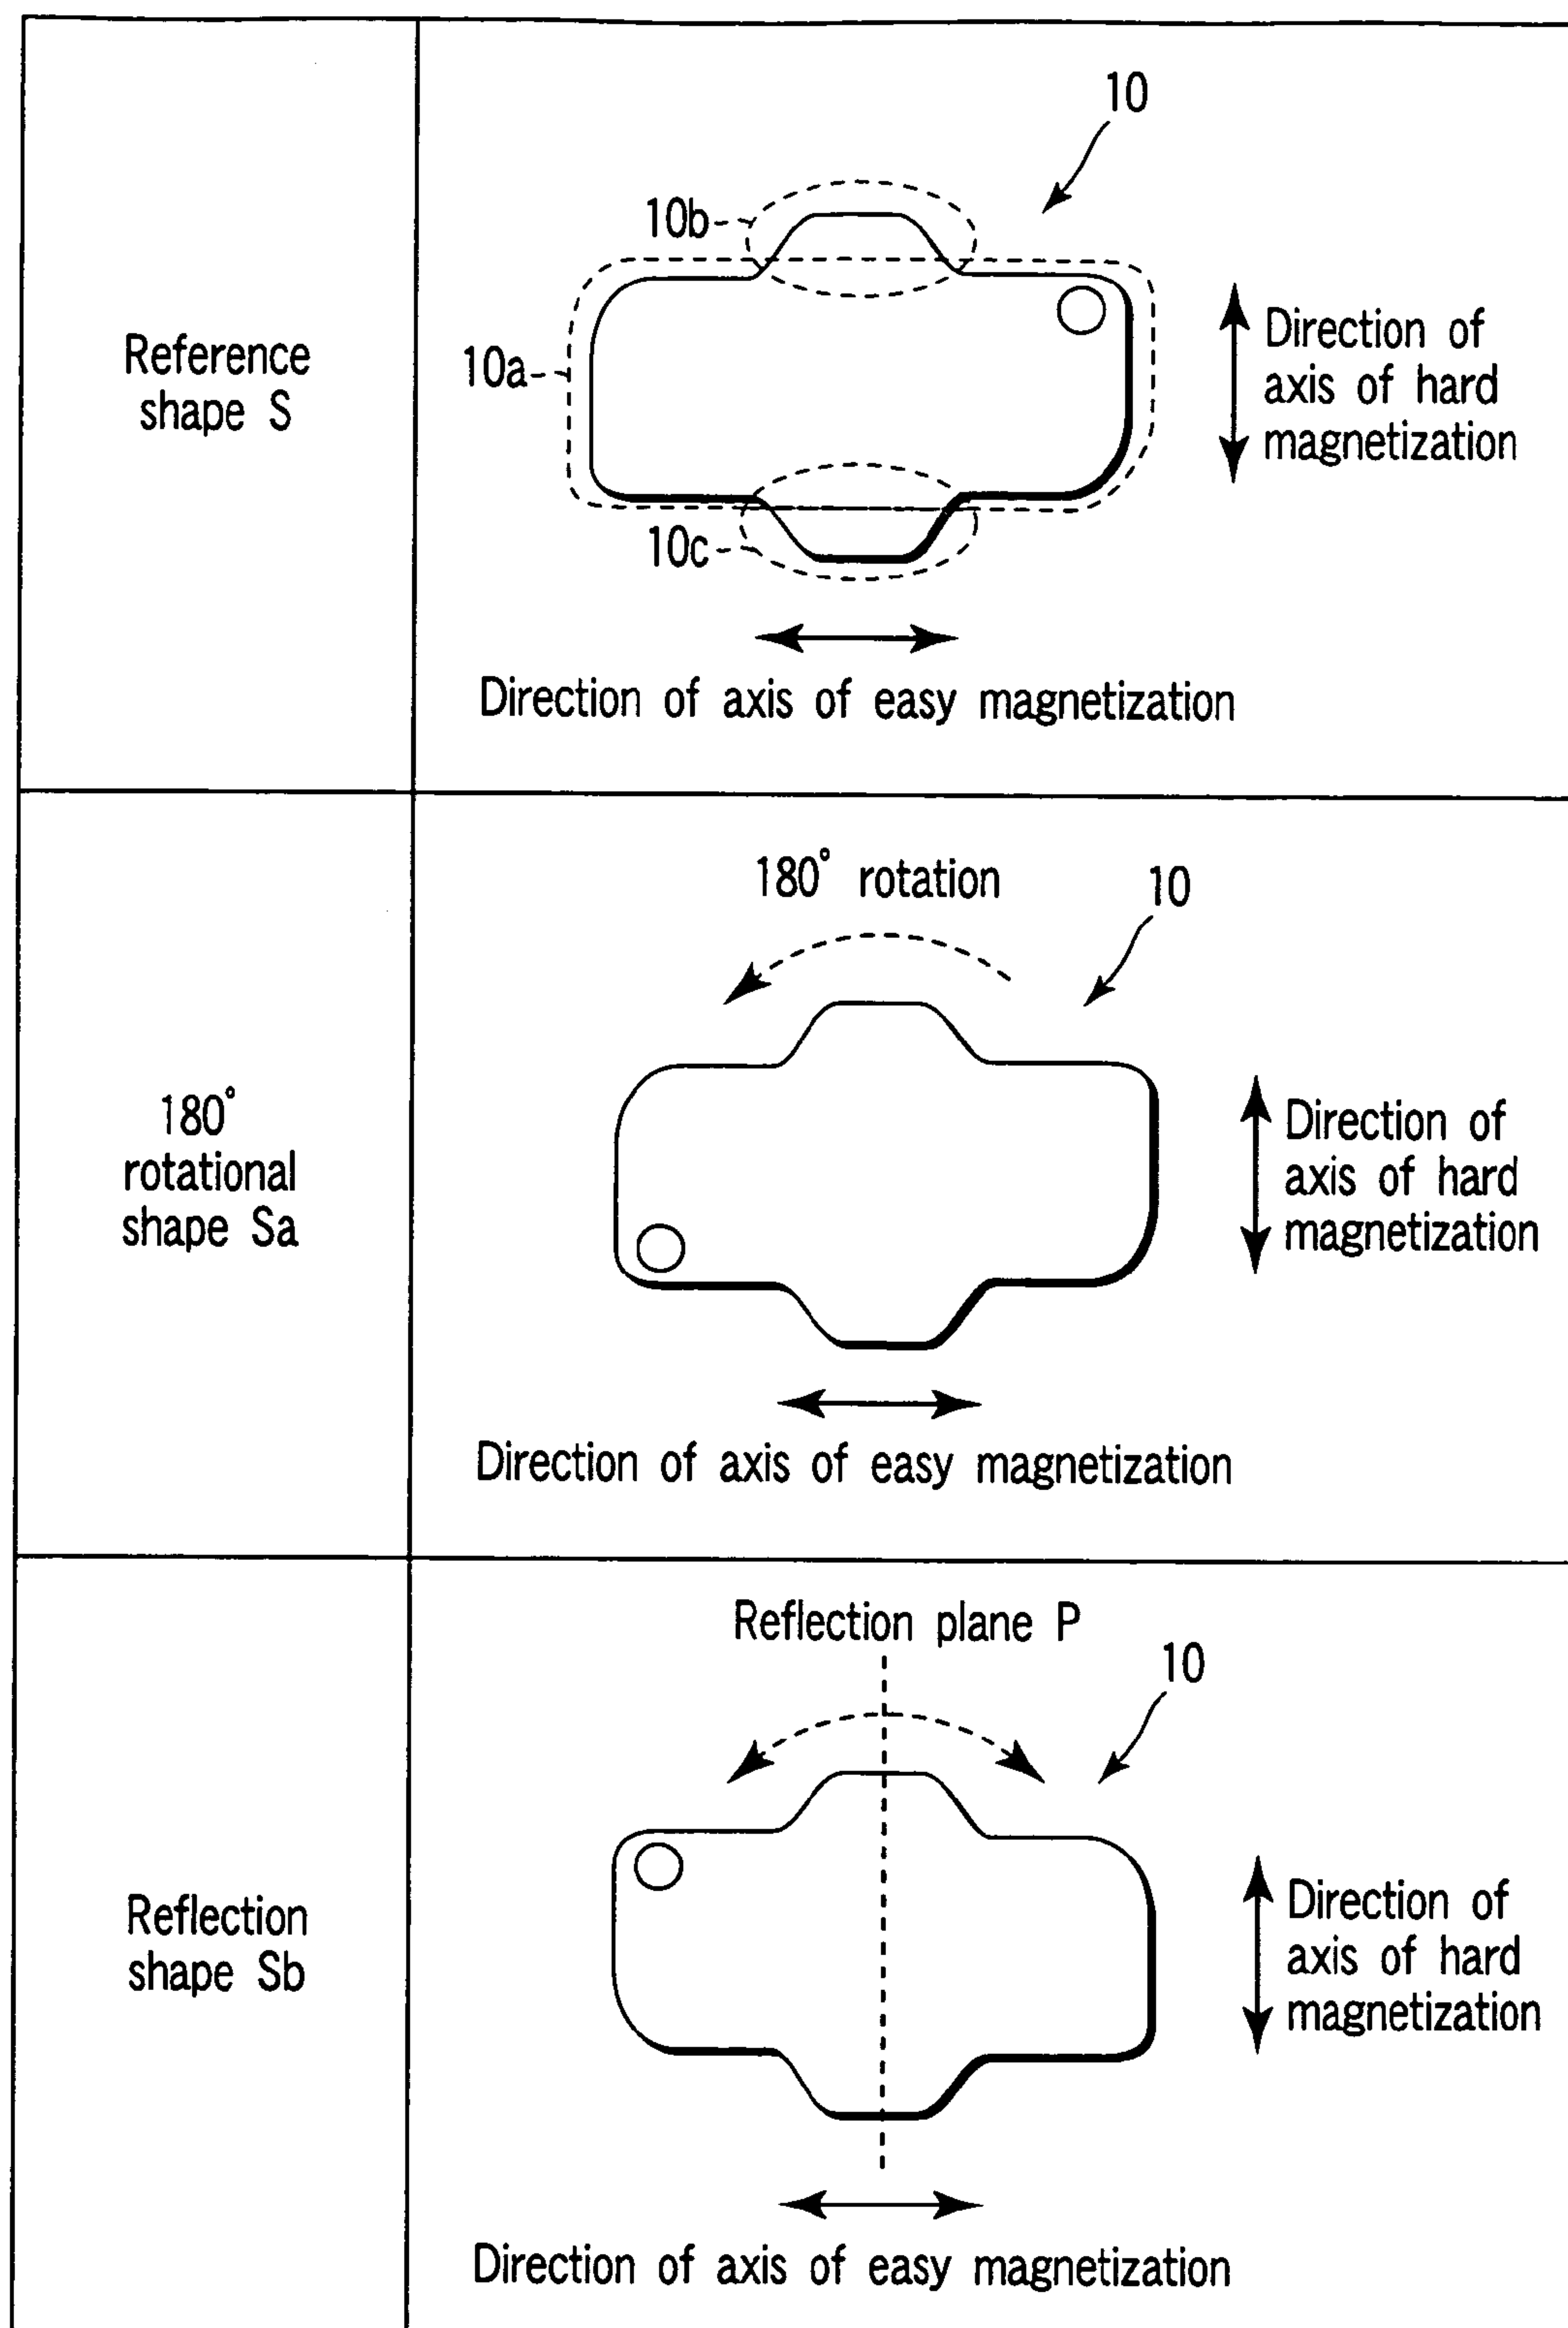 10
10b
Reference
shape S
10a
Direction of
axis of hard
magnetization
10c
Direction of axis of easy magnetization
180° rotation
10
180°
rotational
shape Sa
Direction of
axis of hard
magnetization
Direction of axis of easy magnetization
Reflection plane P
10
Reflection
shape Sb
Direction of
axis of hard
magnetization
Direction of axis of easy magnetization